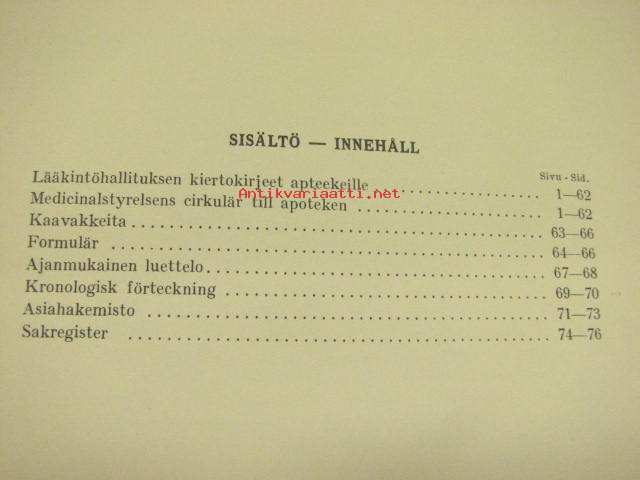 SISÄLTÖ — INNEHÅLL
Sivu - Sid.
Lääkintöhallituksen kiertokirjeet apteekeille . . . . . . . . . . . . . . . . 1—62
Antikvariaatti.net
Medicinalstyrelsens cirkulär till apoteken . . . . . . . . . . . . . . . . 1—62
Kaavakkeita . . . . . . . . . . . . . . . . . . . . . . . . . . . . . . . . 63—66
Formulär . . . . . . . . . . . . . . . . . . . . . . . . . . . . . . . . 64—66
Ajanmukainen luettelo . . . . . . . . . . . . . . . . . . . . . . . . . . . . 67—68
Kronologisk förteckning . . . . . . . . . . . . . . . . . . . . . . . . . . . . 69—70
Asiahakemisto . . . . . . . . . . . . . . . . . . . . . . . . . . . . . . . . 71—73
Sakregister . . . . . . . . . . . . . . . . . . . . . . . . . . . . . . . . 74—76